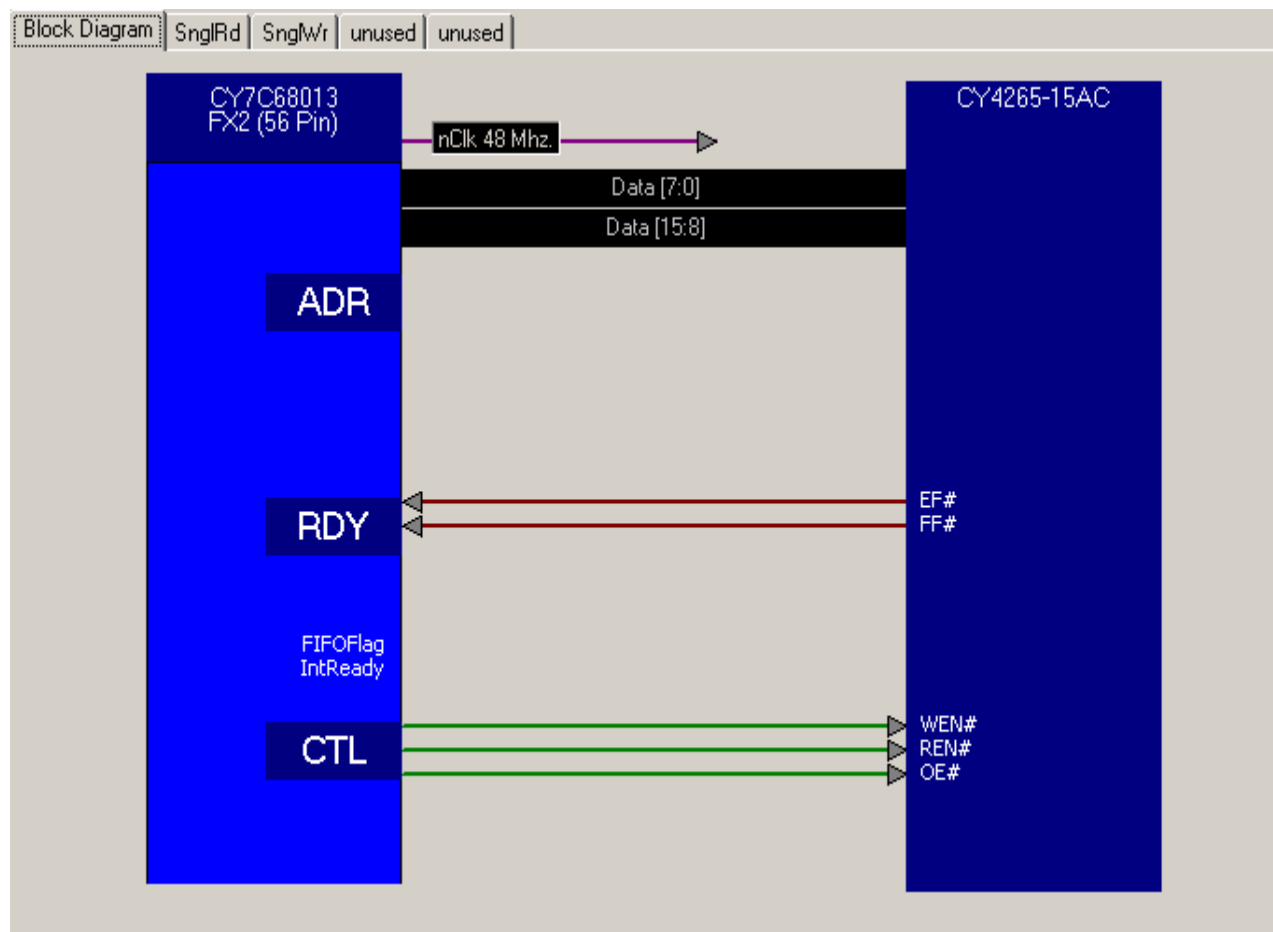 Block Diagram SnglRd SnglWr unused unused
CY7C68013
FX2 (56 Pin)
CY4265-15AC
nClk 48 Mhz.
Data [7:0]
Data [15:8]
ADR
EF#
RDY
FF#
FIFOFlag
IntReady
WEN#
CTL
REN#
OE#